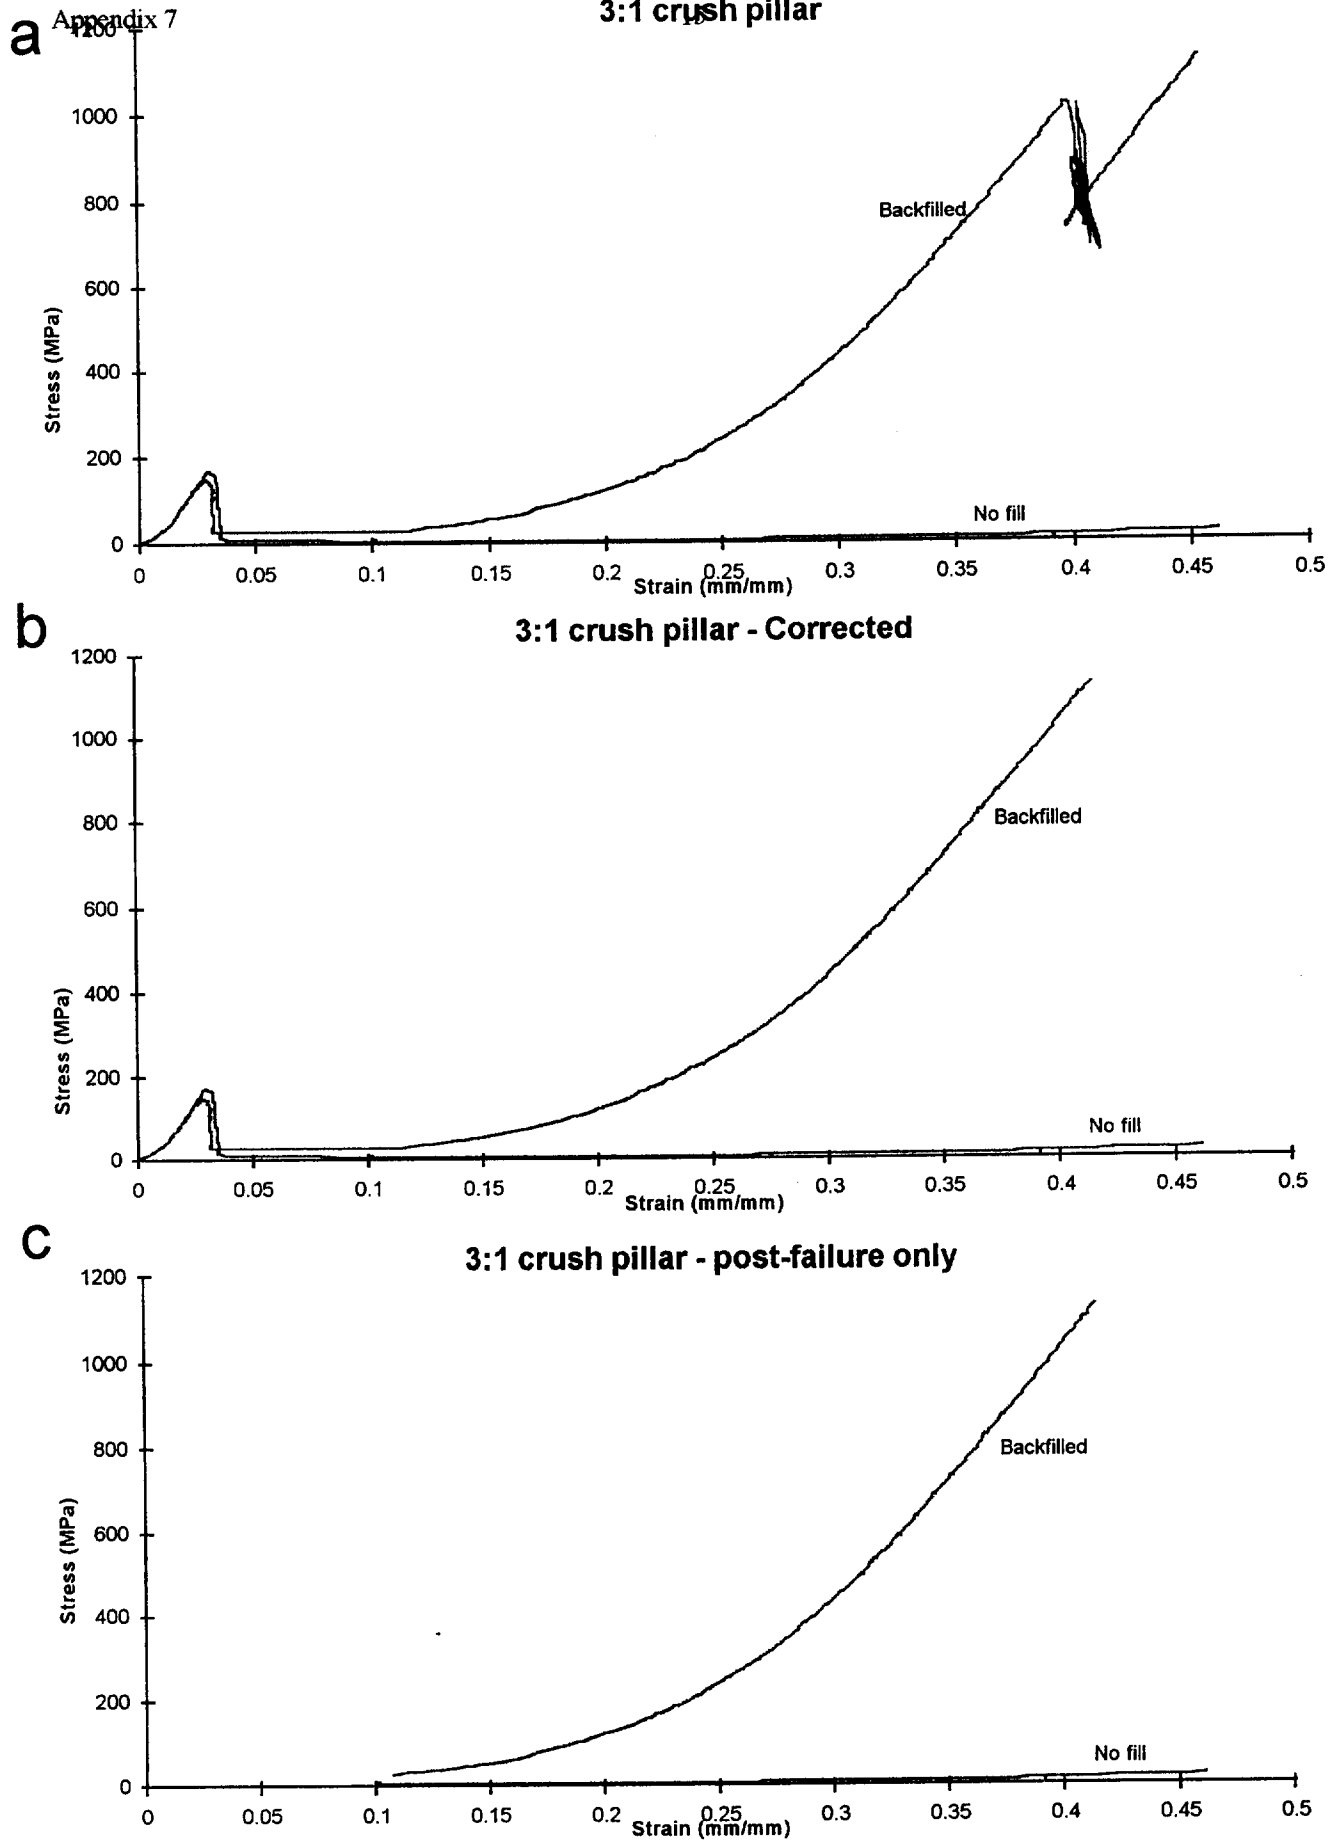 Appendix 7
3:1 crush pillar
a
1200
1000
800
600
400
200
0
Stress (MPa)
Backfilled
No fill
0 0.05 0.1 0.15 0.2 0.25 0.3 0.35 0.4 0.45 0.5
Strain (mm/mm)
b
3:1 crush pillar - Corrected
1200
1000
800
600
400
200
0
Stress (MPa)
Backfilled
No fill
0 0.05 0.1 0.15 0.2 0.25 0.3 0.35 0.4 0.45 0.5
Strain (mm/mm)
c
3:1 crush pillar - post-failure only
1200
1000
800
600
400
200
0
Stress (MPa)
Backfilled
No fill
0 0.05 0.1 0.15 0.2 0.25 0.3 0.35 0.4 0.45 0.5
Strain (mm/mm)